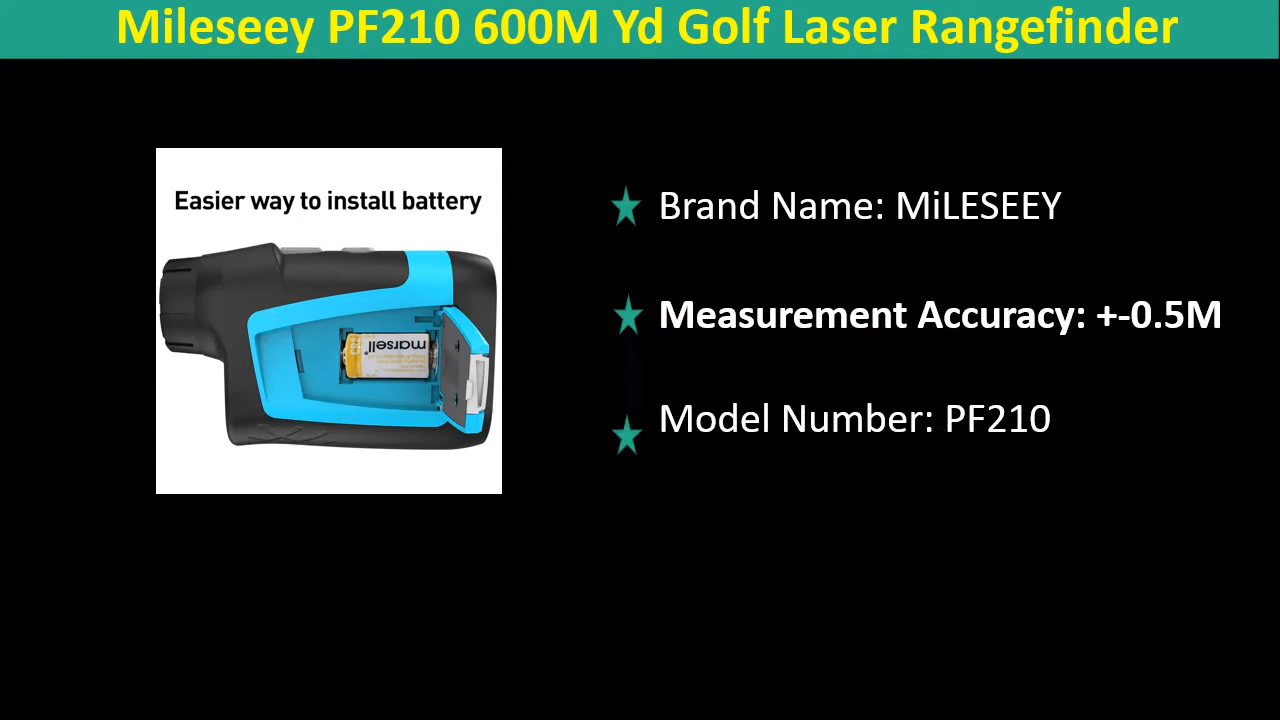 Mileseey PF210 600M Yd Golf Laser Rangefinder
Easier way to install battery
marsell
Brand Name: MiLESEEY
Measurement Accuracy: +-0.5M
Model Number: PF210